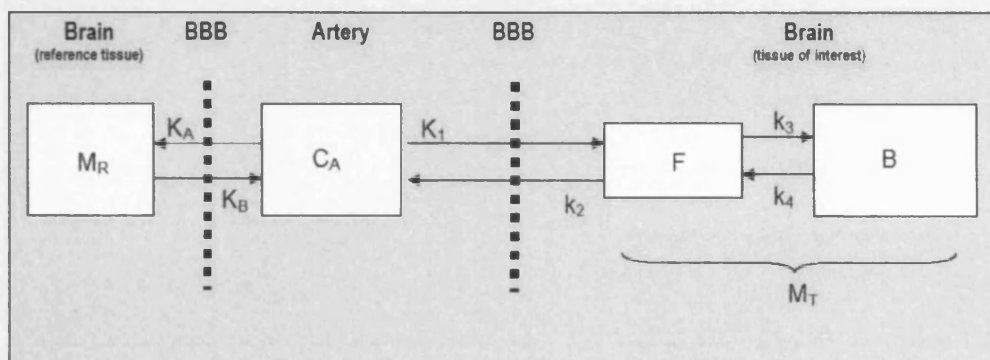 Brain BBB Artery BBB Brain
(reference tissue) (tissue of interest)
K_A K_1 k_3
M_R C_A F B
K_B k_2 k_4
M_T